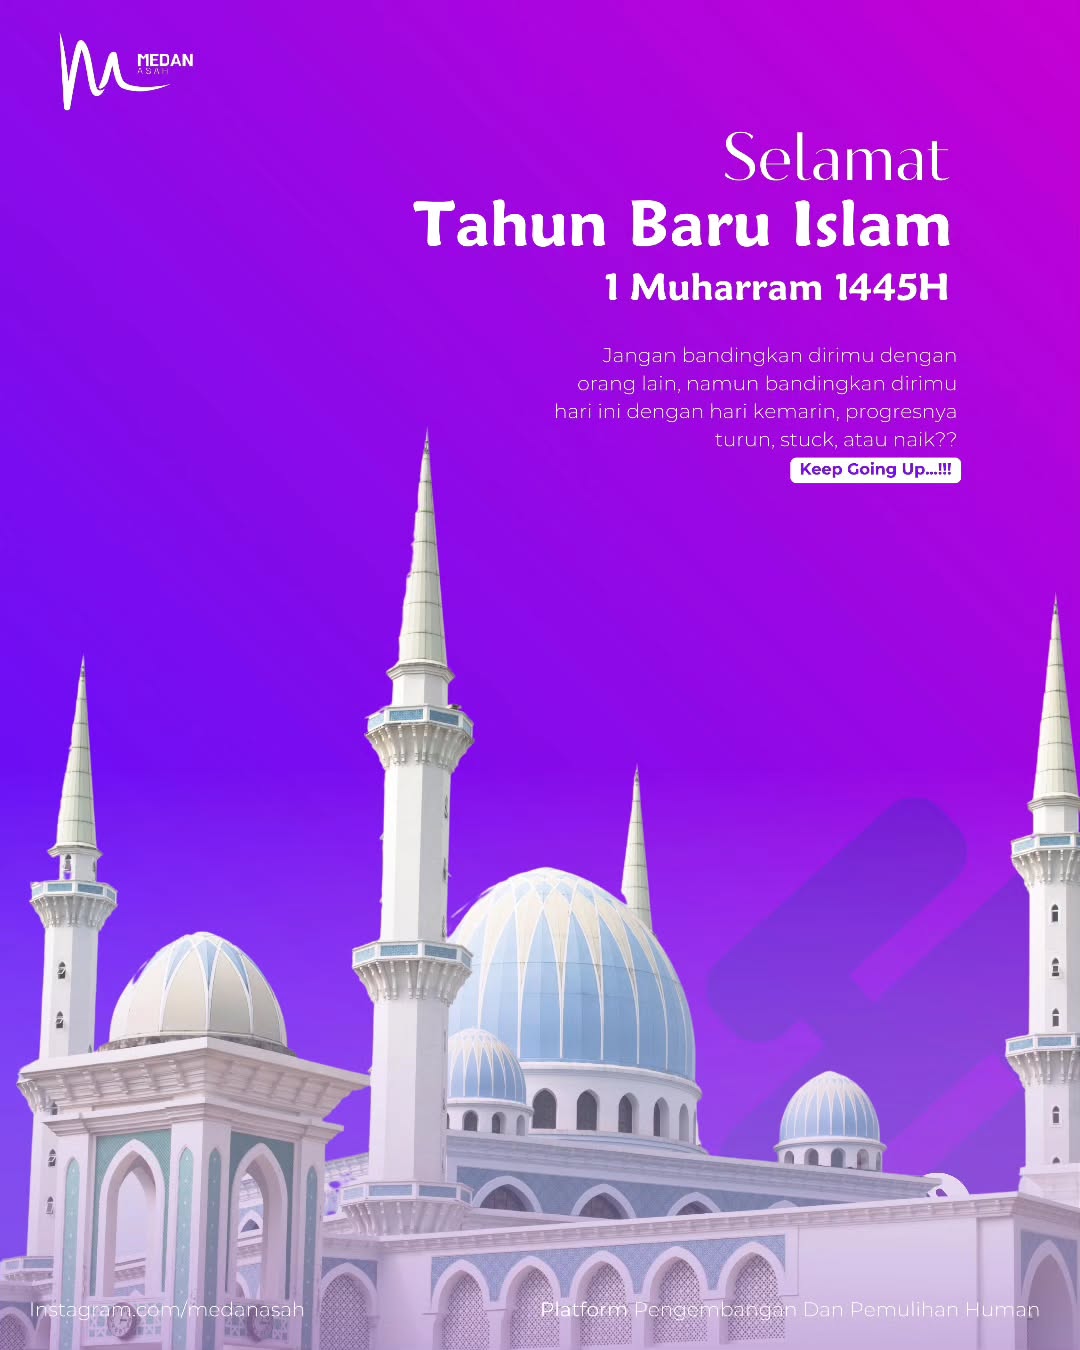 MEDAN
ASAH
Selamat
Tahun Baru Islam
1 Muharram 1445H
Jangan bandingkan dirimu dengan
orang lain, namun bandingkan dirimu
hari ini dengan hari kemarin, progresnya
turun, stuck, atau naik??
Keep Going Up...!!!
Instagram.com/medanasah
Platform Pengembangan Dan Pemulihan Human